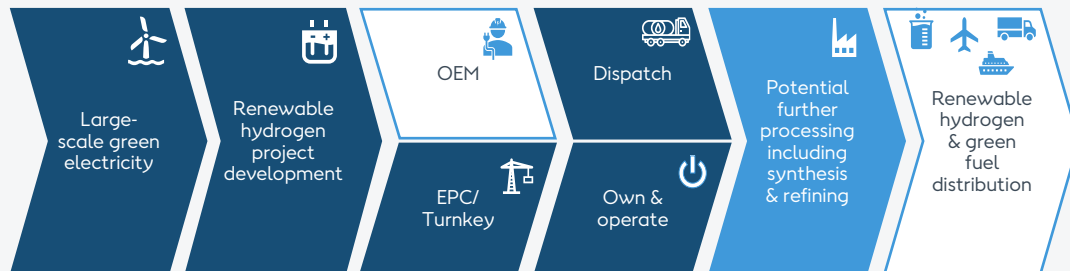 Large-
scale green
electricity
Renewable
hydrogen
project
development
OEM
EPC/
Turnkey
Dispatch
Own &
operate
Potential
further
processing
including
synthesis
& refining
Renewable
hydrogen
& green
fuel
distribution